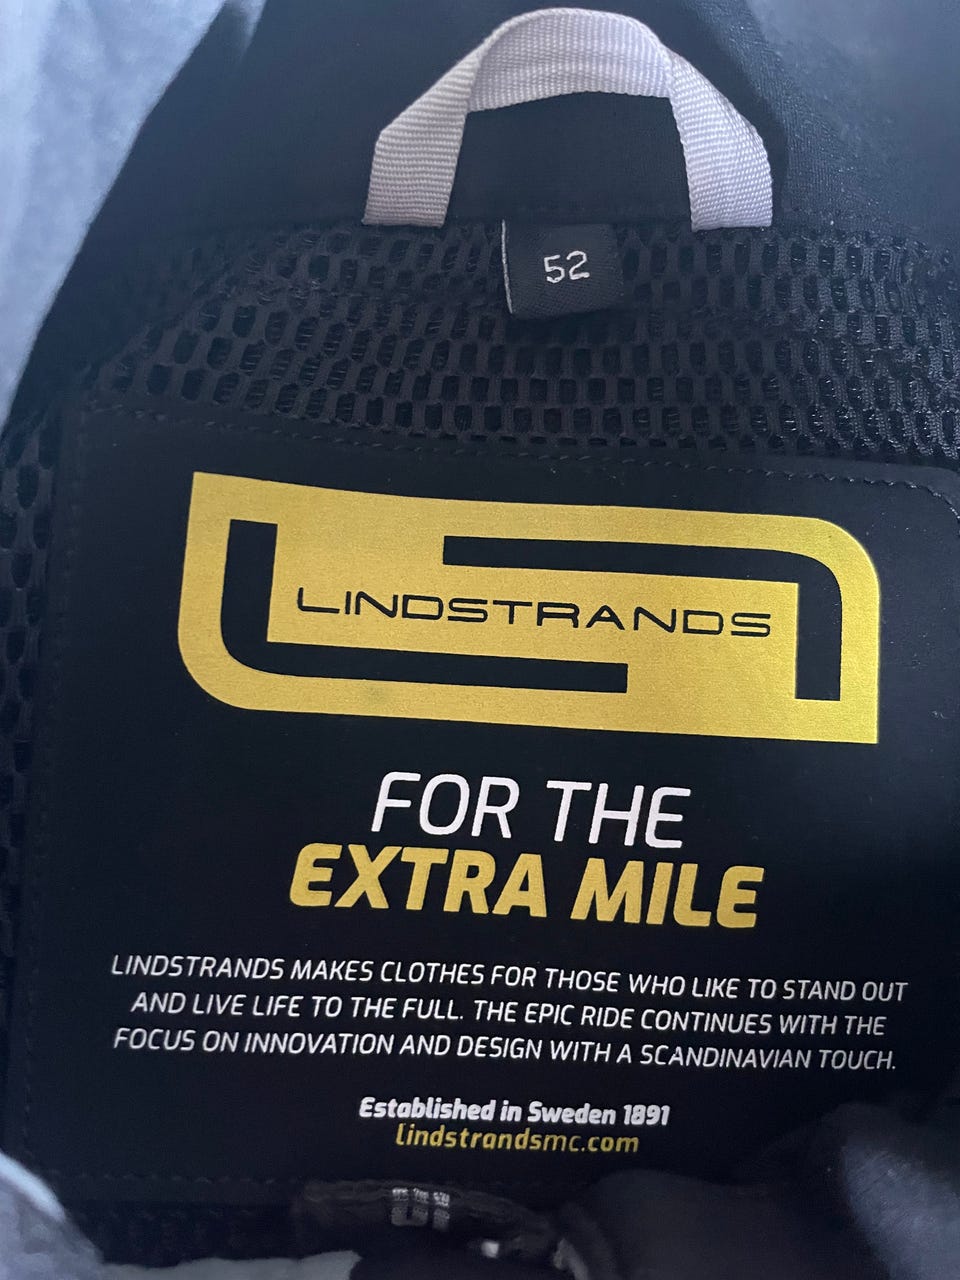 52
LINDSTRANDS
FOR THE
EXTRA MILE
LINDSTRANDS MAKES CLOTHES FOR THOSE WHO LIKE TO STAND OUT
AND LIVE LIFE TO THE FULL. THE EPIC RIDE CONTINUES WITH THE
FOCUS ON INNOVATION AND DESIGN WITH A SCANDINAVIAN TOUCH.
Established in Sweden 1891
lindstrandsmc.com